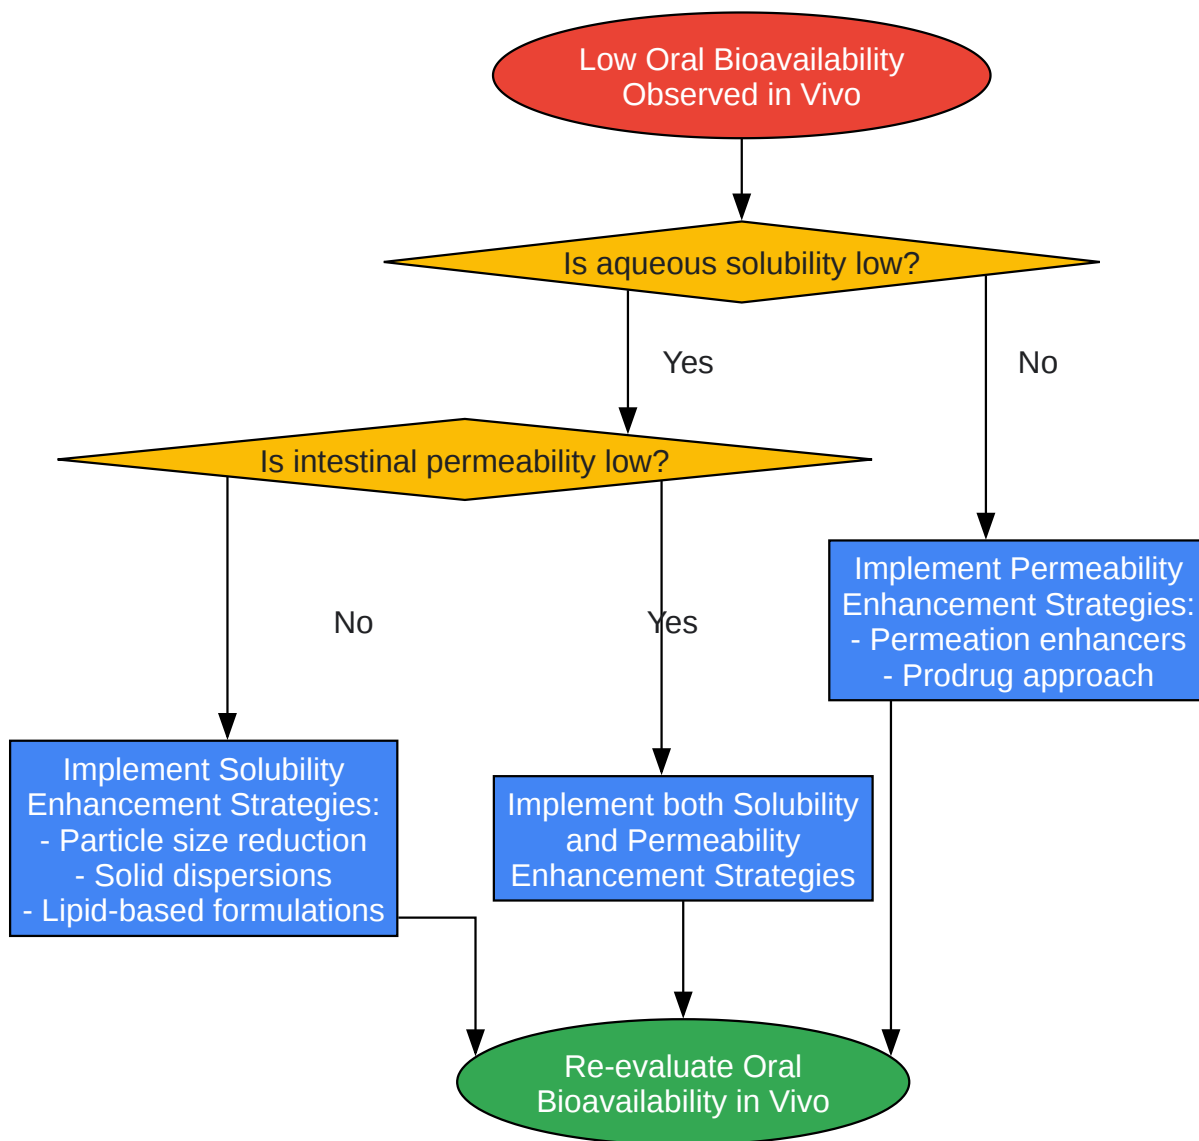 Low Oral Bioavailability
Observed in Vivo
Is aqueous solubility low?
Yes
No
Is intestinal permeability low?
No
Yes
Implement Permeability
Enhancement Strategies:
- Permeation enhancers
- Prodrug approach
Implement Solubility
Enhancement Strategies:
- Particle size reduction
- Solid dispersions
- Lipid-based formulations
Implement both Solubility
and Permeability
Enhancement Strategies
Re-evaluate Oral
Bioavailability in Vivo